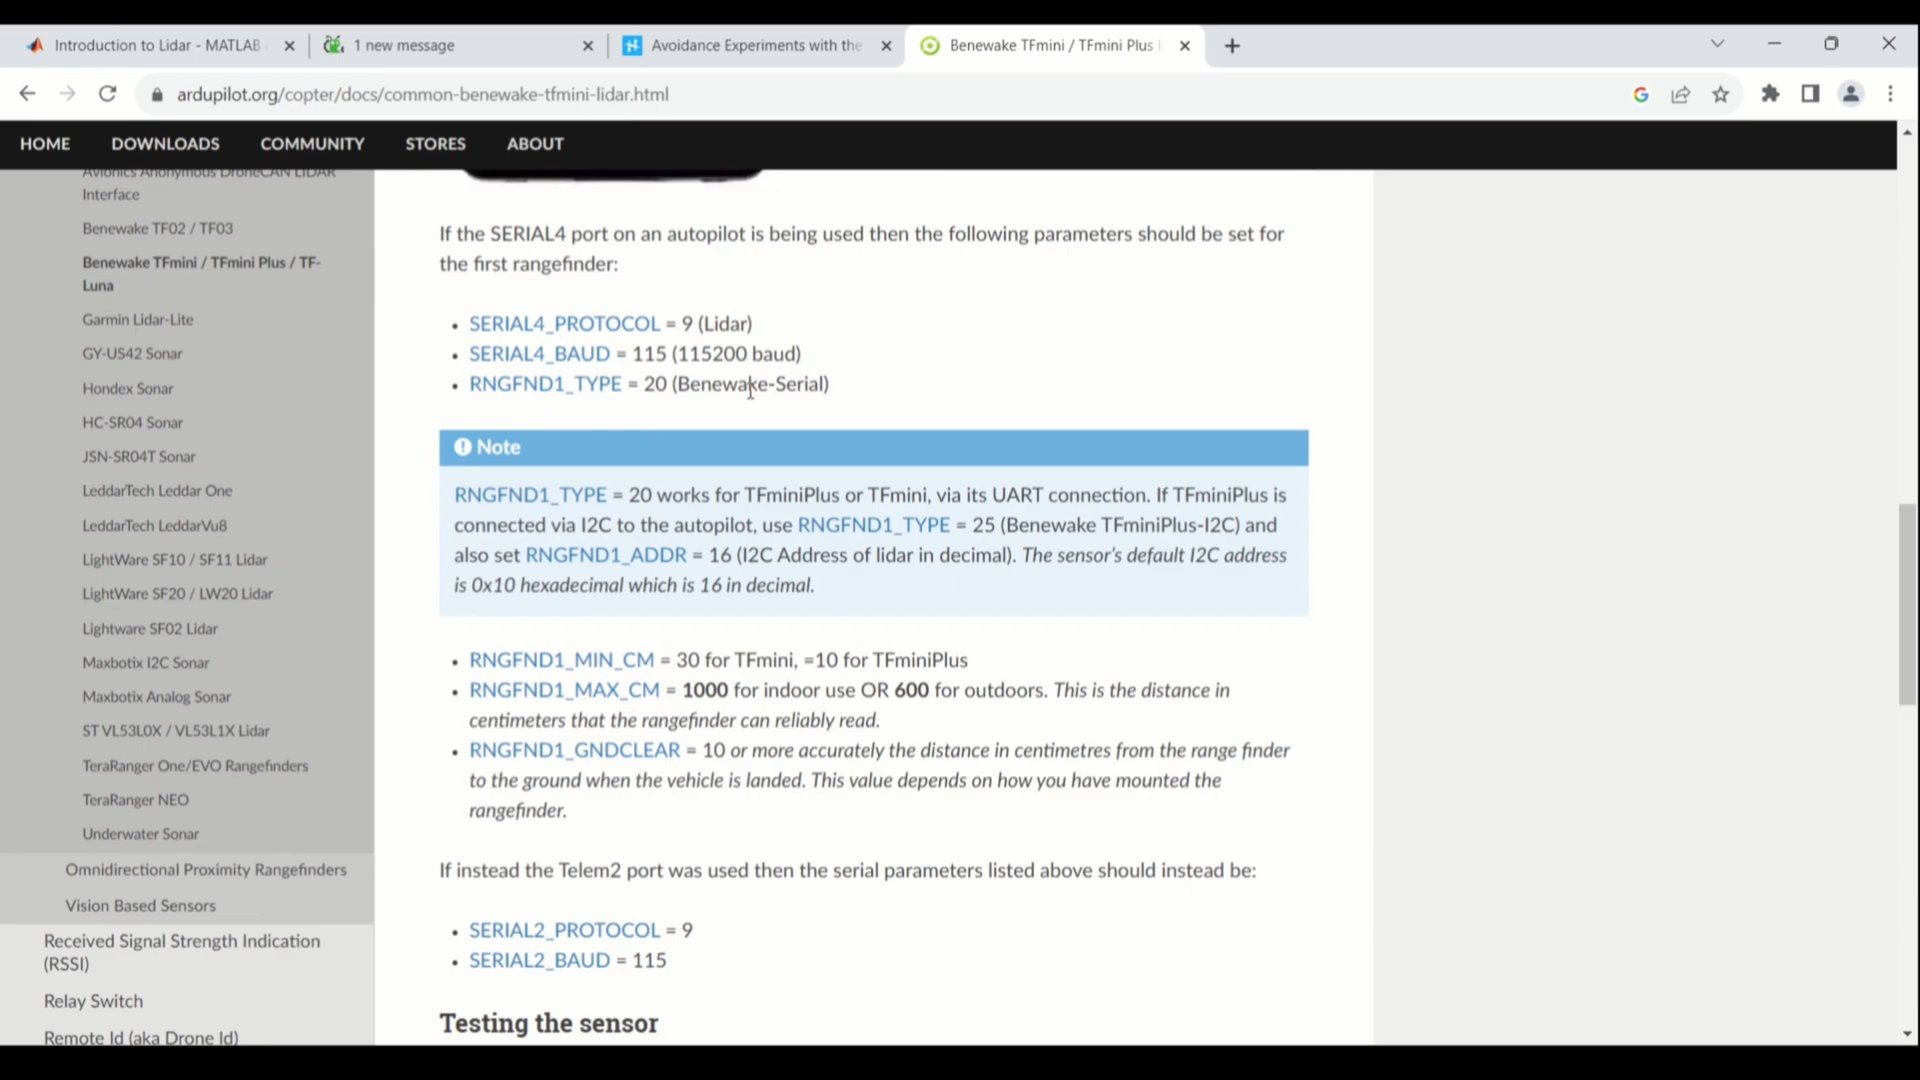 Introduction to Lidar - MATLAB
1 new message
Avoidance Experiments with the
Benewake TFmini / TFmini Plus
ardupilot.org/copter/docs/common-benewake-tfmini-lidar.html
HOME DOWNLOADS COMMUNITY STORES ABOUT
Avionics Anonymous DroneCAN LIDAR
Interface
Benewake TF02 / TF03
Benewake TFmini / TFmini Plus / TF-
Luna
Garmin Lidar-Lite
GY-US42 Sonar
Hondex Sonar
HC-SR04 Sonar
JSN-SR04T Sonar
LeddarTech Leddar One
LeddarTech LeddarVu8
LightWare SF10 / SF11 Lidar
LightWare SF20 / LW20 Lidar
Lightware SF02 Lidar
Maxbotix I2C Sonar
Maxbotix Analog Sonar
ST VL53L0X / VL53L1X Lidar
TeraRanger One/EVO Rangefinders
TeraRanger NEO
Underwater Sonar
Omnidirectional Proximity Rangefinders
Vision Based Sensors
Received Signal Strength Indication
(RSSI)
Relay Switch
Remote Id (aka Drone Id)
If the SERIAL4 port on an autopilot is being used then the following parameters should be set for
the first rangefinder:
• SERIAL4_PROTOCOL = 9 (Lidar)
• SERIAL4_BAUD = 115 (115200 baud)
• RNGFND1_TYPE = 20 (Benewake-Serial)
Note
RNGFND1_TYPE = 20 works for TFminiPlus or TFmini, via its UART connection. If TFminiPlus is
connected via I2C to the autopilot, use RNGFND1_TYPE = 25 (Benewake TFminiPlus-I2C) and
also set RNGFND1_ADDR = 16 (I2C Address of lidar in decimal). The sensor's default I2C address
is 0x10 hexadecimal which is 16 in decimal.
• RNGFND1_MIN_CM = 30 for TFmini, =10 for TFminiPlus
• RNGFND1_MAX_CM = 1000 for indoor use OR 600 for outdoors. This is the distance in
centimeters that the rangefinder can reliably read.
• RNGFND1_GNDCLEAR = 10 or more accurately the distance in centimetres from the range finder
to the ground when the vehicle is landed. This value depends on how you have mounted the
rangefinder.
If instead the Telem2 port was used then the serial parameters listed above should instead be:
• SERIAL2_PROTOCOL = 9
• SERIAL2_BAUD = 115
Testing the sensor